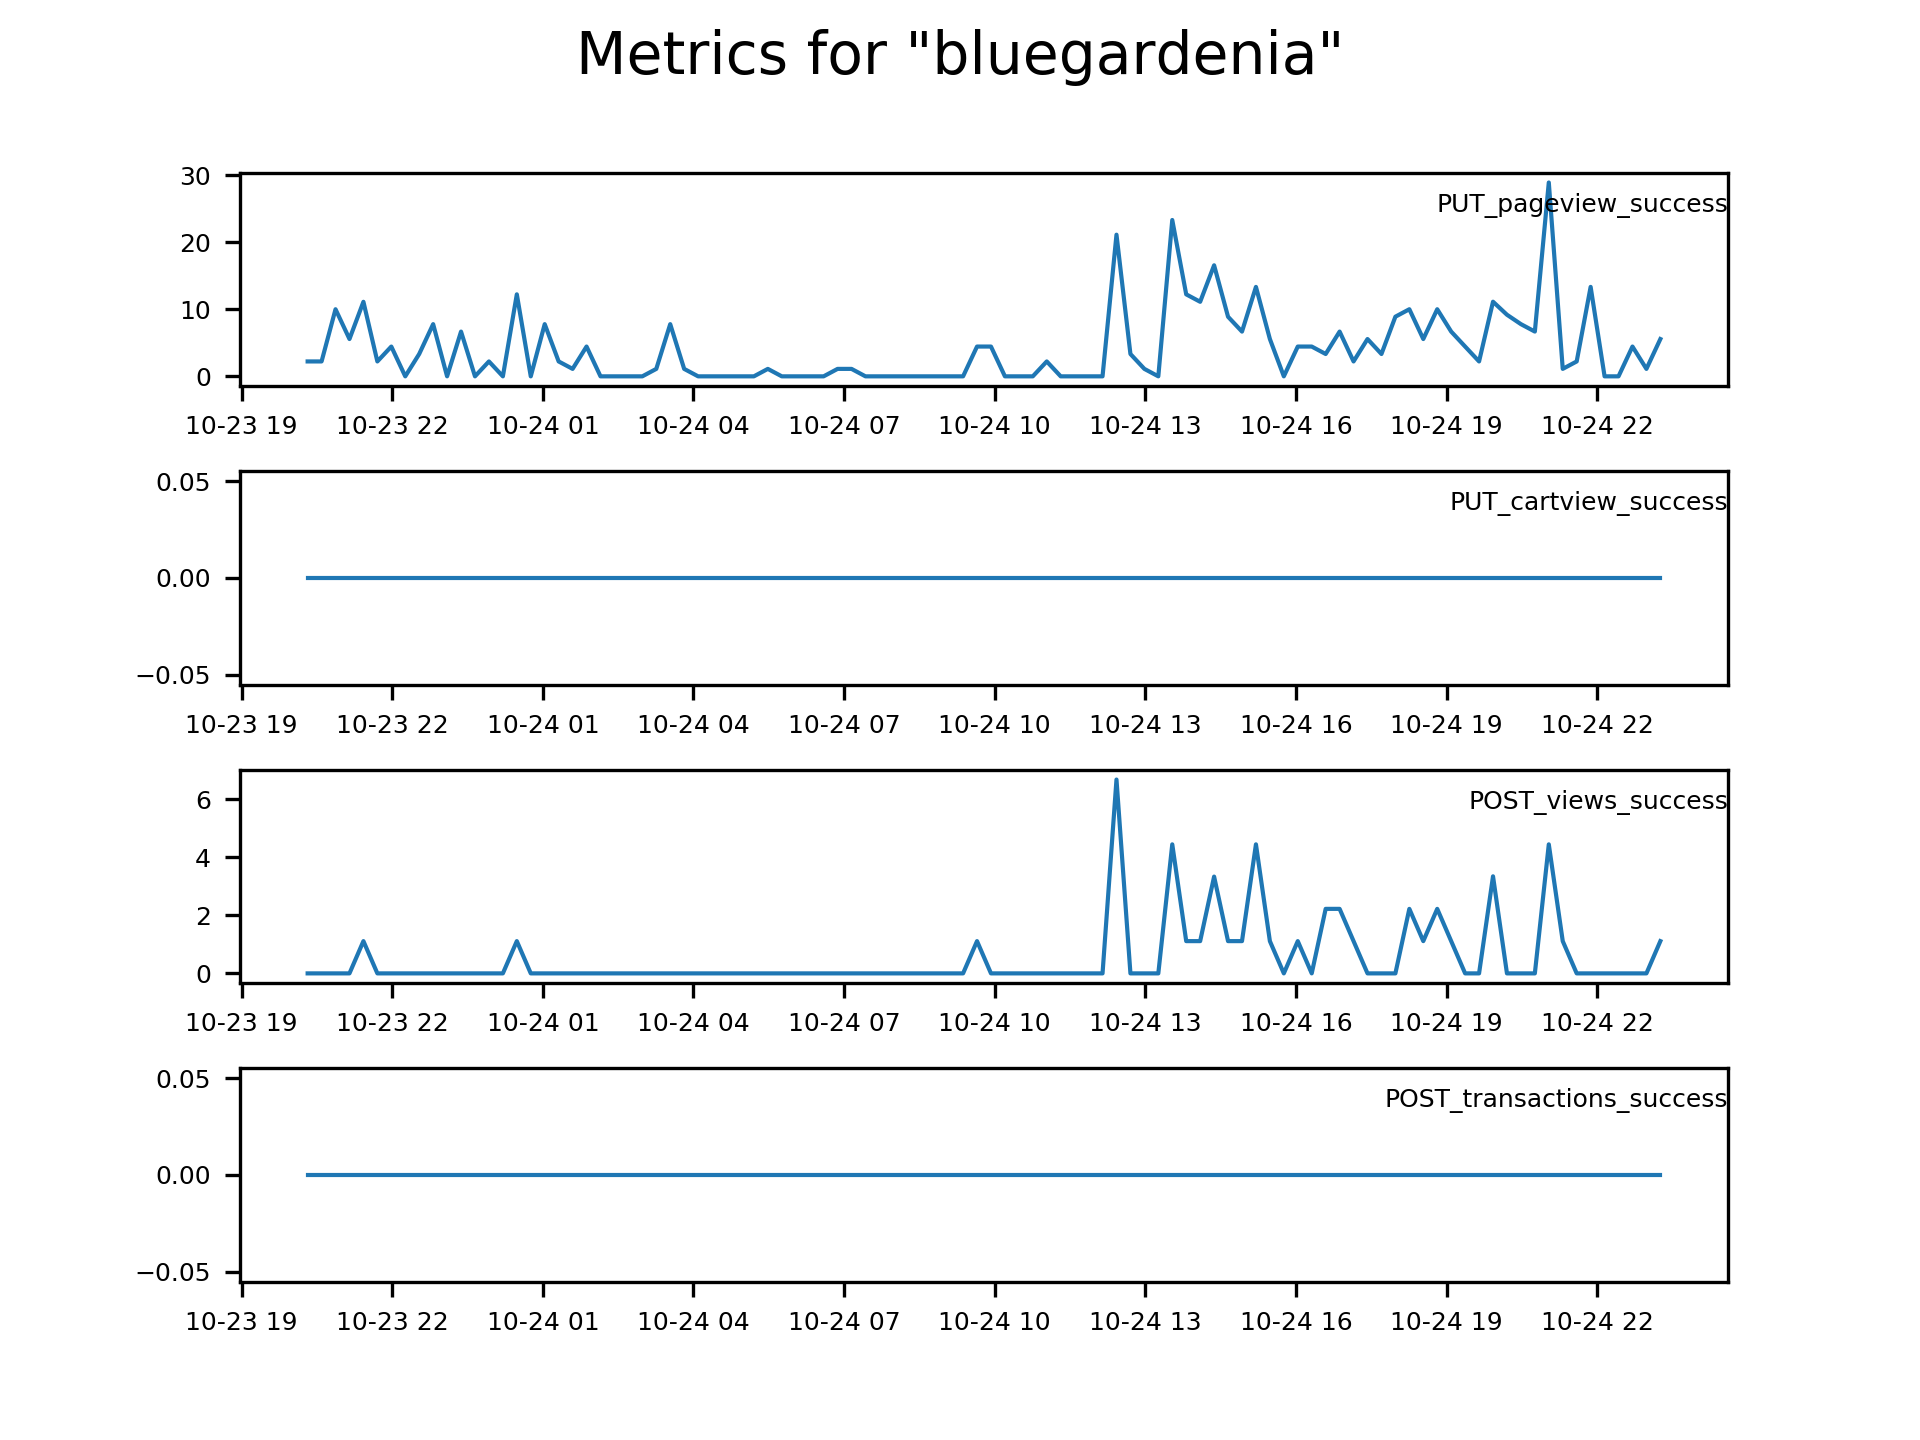 Metrics for "bluegardenia"
30
20
10
0
PUT_pageview_success
10-23 19 10-23 22 10-24 01 10-24 04 10-24 07 10-24 10 10-24 13 10-24 16 10-24 19 10-24 22
0.05
0.00
−0.05
PUT_cartview_success
10-23 19 10-23 22 10-24 01 10-24 04 10-24 07 10-24 10 10-24 13 10-24 16 10-24 19 10-24 22
6
4
2
0
POST_views_success
10-23 19 10-23 22 10-24 01 10-24 04 10-24 07 10-24 10 10-24 13 10-24 16 10-24 19 10-24 22
0.05
0.00
−0.05
POST_transactions_success
10-23 19 10-23 22 10-24 01 10-24 04 10-24 07 10-24 10 10-24 13 10-24 16 10-24 19 10-24 22